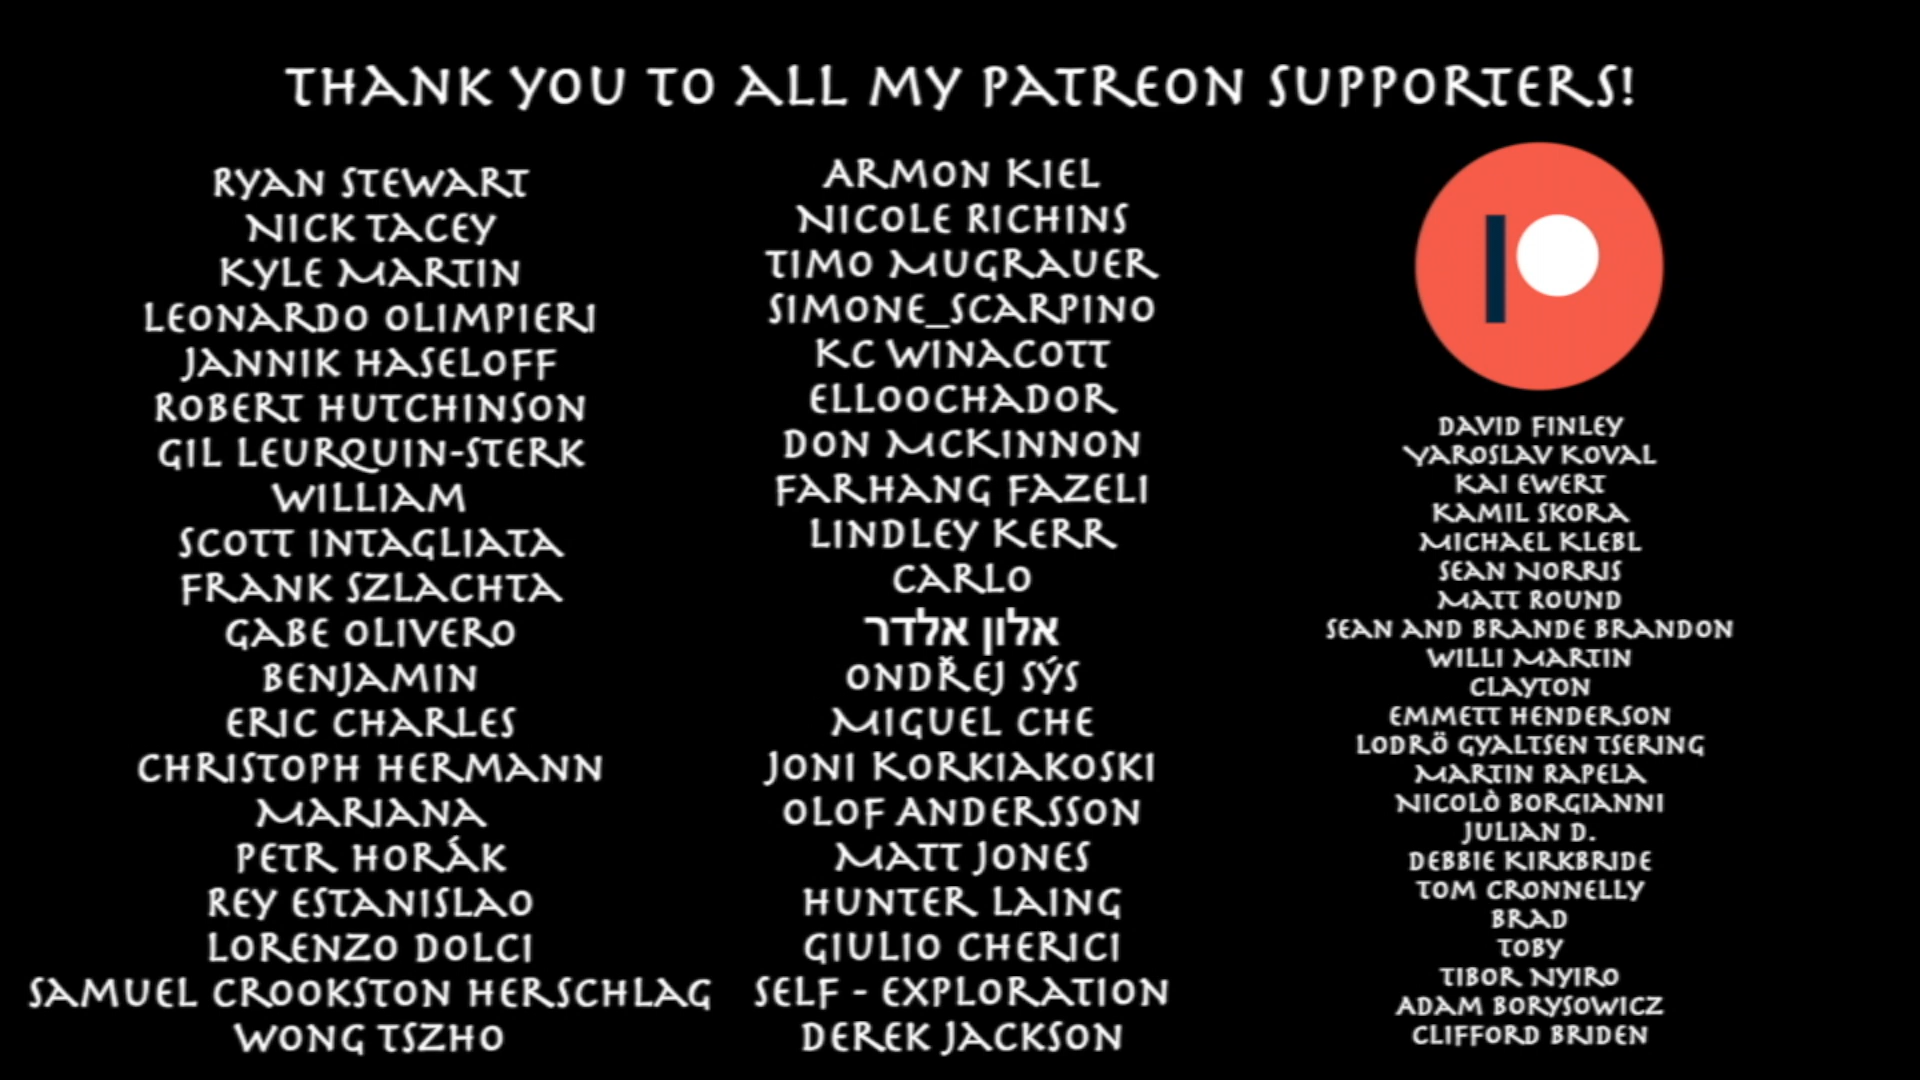 THANK YOU TO ALL MY PATREON SUPPORTERS!
RYAN STEWART
NICK TACEY
KYLE MARTIN
LEONARDO OLIMPIERI
JANNIK HASELOFF
ROBERT HUTCHINSON
GIL LEURQUIN-STERK
WILLIAM
SCOTT INTAGLIATA
FRANK SZLACHTA
GABE OLIVERO
BENJAMIN
ERIC CHARLES
CHRISTOPH HERMANN
MARIANA
PETR HORÁK
REY ESTANISLAO
LORENZO DOLCI
SAMUEL CROOKSTON HERSCHLAG
WONG TSZHO
ARMON KIEL
NICOLE RICHINS
TIMO MUGRAUER
SIMONE_SCARPINO
KC WINACOTT
ELLOOCHADOR
DON MCKINNON
FARHANG FAZELI
LINDLEY KERR
CARLO
אלון אלדר
ONDŘEJ SÝS
MIGUEL CHE
JONI KORKIAKOSKI
OLOF ANDERSSON
MATT JONES
HUNTER LAING
GIULIO CHERICI
SELF - EXPLORATION
DEREK JACKSON
DAVID FINLEY
YAROSLAV KOVAL
KAI EWERT
KAMIL SKORA
MICHAEL KLEBL
SEAN NORRIS
MATT ROUND
SEAN AND BRANDE BRANDON
WILLI MARTIN
CLAYTON
EMMETT HENDERSON
LODRÖ GYALTSEN TSERING
MARTIN RAPELA
NICOLÒ BORGIANNI
JULIAN D.
DEBBIE KIRKBRIDE
TOM CRONNELLY
BRAD
TOBY
TIBOR NYIRO
ADAM BORYSOWICZ
CLIFFORD BRIDEN